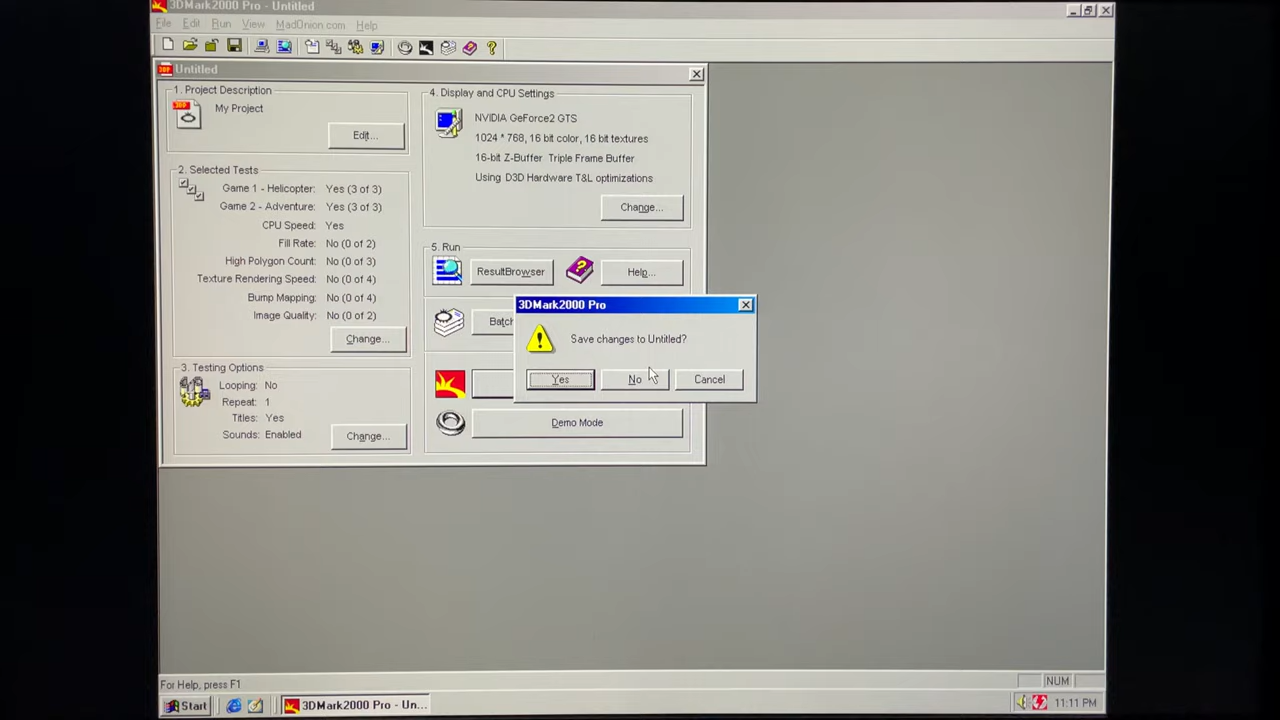 3DMark2000 Pro - Untitled
File Edit Run View MadOnion.com Help
Untitled
1. Project Description
My Project
Edit...
2. Selected Tests
Game 1 - Helicopter: Yes (3 of 3)
Game 2 - Adventure: Yes (3 of 3)
CPU Speed: Yes
Fill Rate: No (0 of 2)
High Polygon Count: No (0 of 3)
Texture Rendering Speed: No (0 of 4)
Bump Mapping: No (0 of 4)
Image Quality: No (0 of 2)
Change...
3. Testing Options
Looping: No
Repeat: 1
Titles: Yes
Sounds: Enabled
Change...
4. Display and CPU Settings
NVIDIA GeForce2 GTS
1024 * 768, 16 bit color, 16 bit textures
16-bit Z-Buffer Triple Frame Buffer
Using D3D Hardware T&L optimizations
Change...
5. Run
ResultBrowser
Help...
Batc
Demo Mode
3DMark2000 Pro
Save changes to Untitled?
Yes No Cancel
For Help, press F1
NUM
Start
3DMark2000 Pro - Un...
11:11 PM